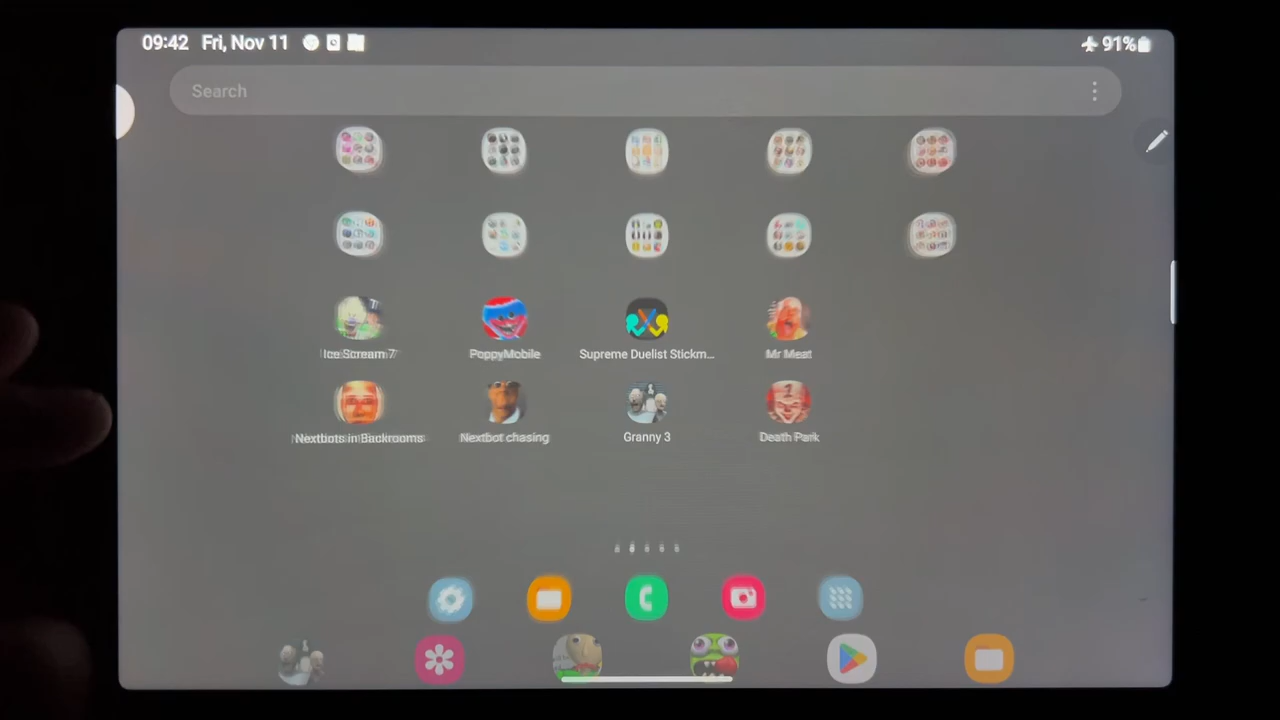 09:42 Fri, Nov 11 91%
Search
Ice Scream 7 PoppyMobile Supreme Duelist Stickm... Mr Meat
Nextbots in Backrooms Nextbot chasing Granny 3 Death Park